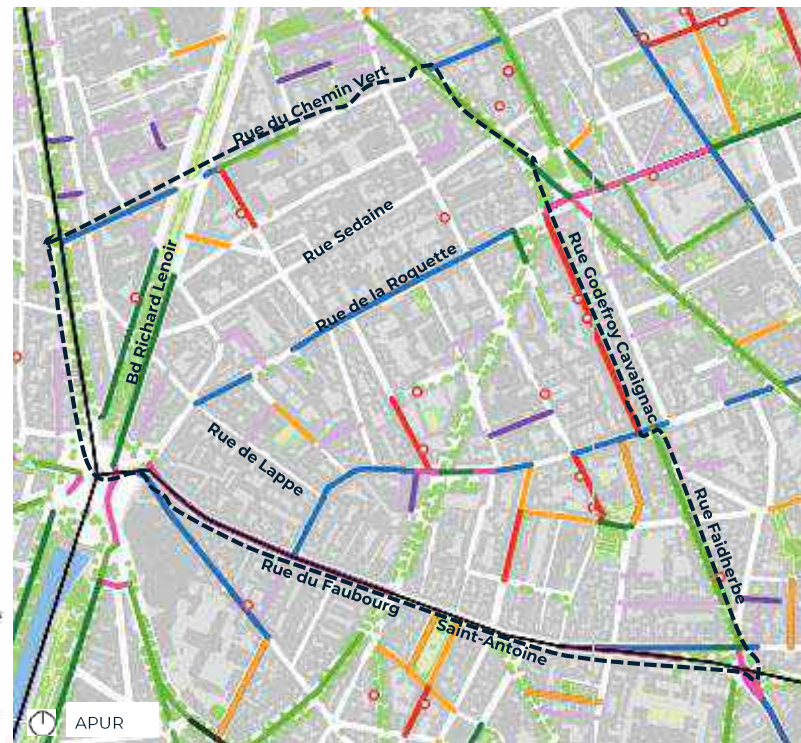 Rue du Chemin Vert
Rue Sedaine
Rue de la Roquette
Bd Richard Lenoir
Rue Godefroy Cavaignac
Rue de Lappe
Rue Faidherbe
Rue du Faubourg
Saint-Antoine
APUR